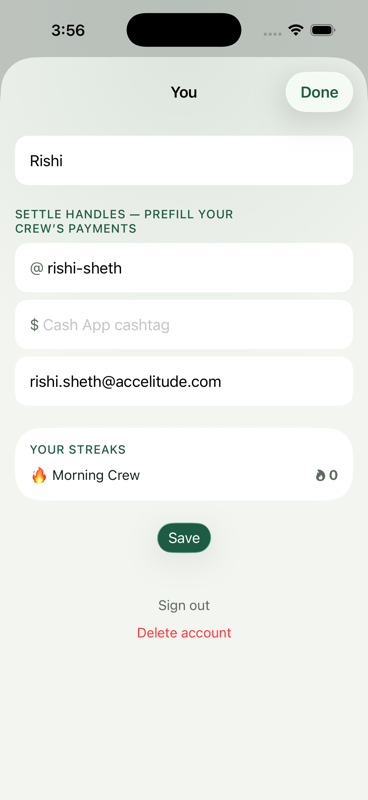 3:56
You
Done
Rishi
SETTLE HANDLES — PREFILL YOUR
CREW'S PAYMENTS
@ rishi-sheth
$ Cash App cashtag
rishi.sheth@accelitude.com
YOUR STREAKS
🔥 Morning Crew 0
Save
Sign out
Delete account